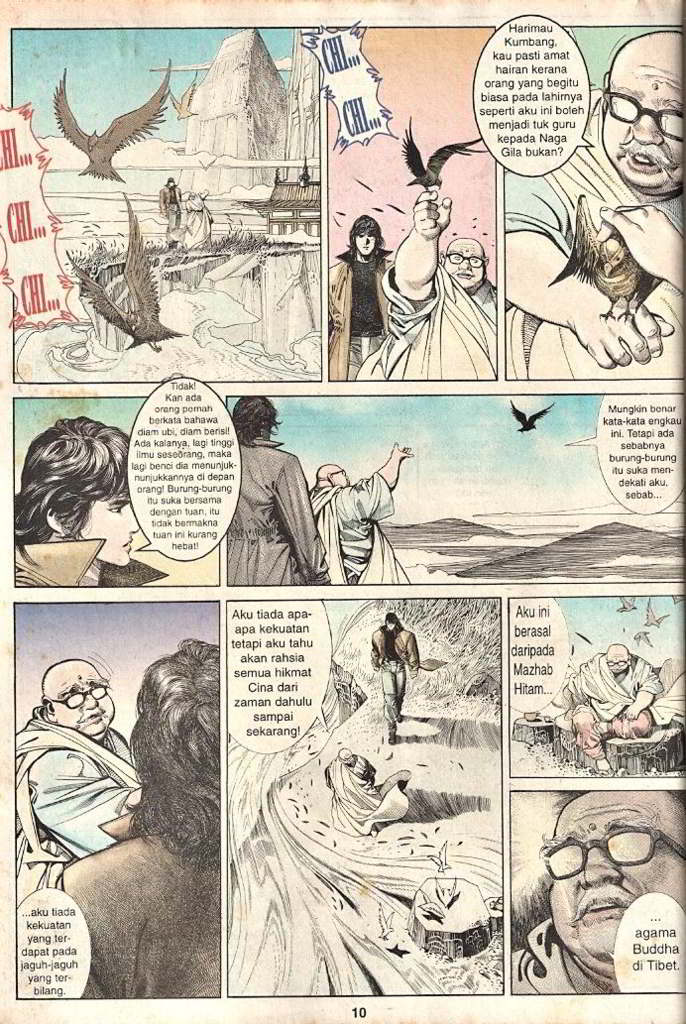 CHI...
CHI...
CHI...
CHI...
CHI...
Harimau
Kumbang,
kau pasti amat
hairan kerana
orang yang begitu
biasa pada lahirnya
seperti aku ini boleh
menjadi tuk guru
kepada Naga
Gila bukan?
Tidak!
Kan ada
orang pernah
berkata bahawa
diam ubi, diam berisi!
Ada kalanya, lagi tinggi
ilmu seseorang, maka
lagi benci dia menunjuk-
nunjukkannya di depan
orang! Burung-burung
itu suka bersama
dengan tuan, itu
tidak bermakna
tuan ini kurang
hebat!
Mungkin benar
kata-kata engkau
ini. Tetapi ada
sebabnya
burung-burung
itu suka men-
dekati aku,
sebab...
...aku tiada
kekuatan
yang ter-
dapat pada
jaguh-jaguh
yang ter-
bilang.
Aku tiada apa-
apa kekuatan
tetapi aku tahu
akan rahsia
semua hikmat
Cina dari
zaman dahulu
sampai
sekarang!
Aku ini
berasal
daripada
Mazhab
Hitam...
...
agama
Buddha
di Tibet.
10